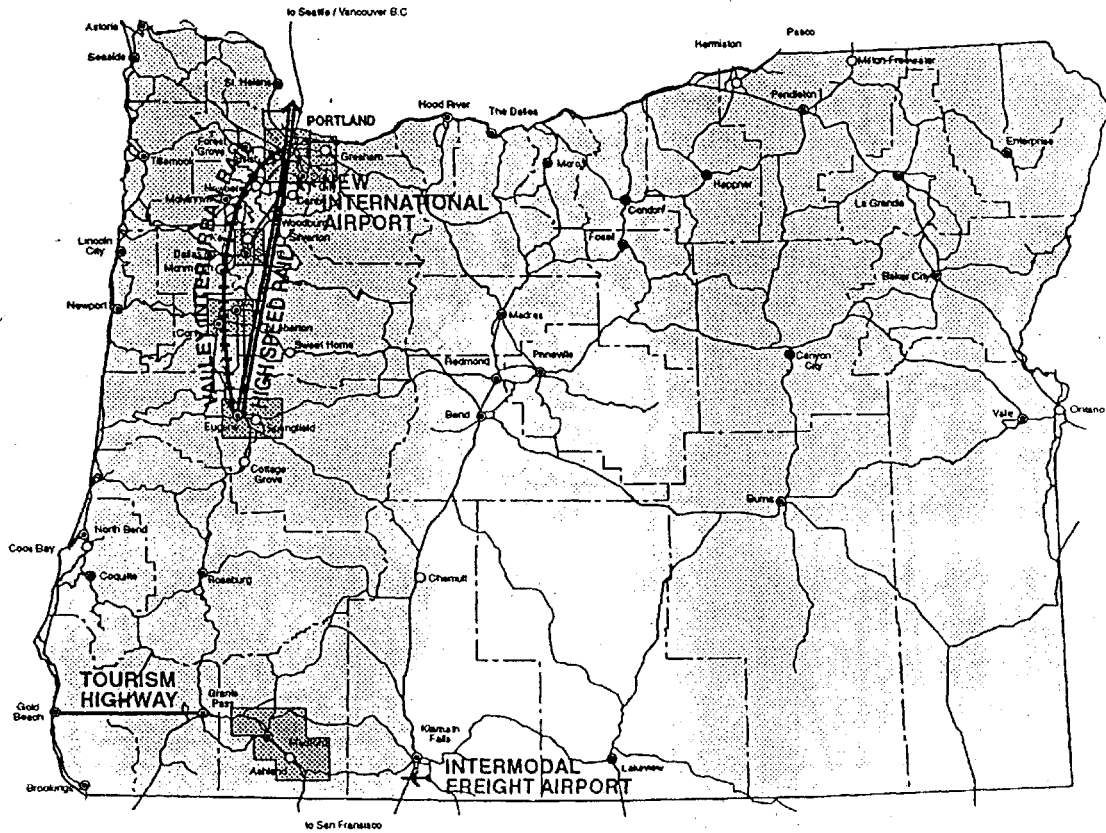 to Seattle / Vancouver B.C
Astoria
Seaside
St. Helens
Hermiston
Pasco
Milton-Freewater
Pendleton
Hood River
The Dalles
PORTLAND
Forest
Grove
Tillamook
Gresham
Moro
Enterprise
Heppner
La Grande
NEW
INTERNATIONAL
AIRPORT
Newberg
Canby
Woodburn
Silverton
Condon
Fossil
Lincoln
City
Dallas
Baker City
Newport
VALLEY INTERURBAN RAIL
HIGH SPEED RAIL
Sweet Home
Madras
Redmond
Prineville
Canyon
City
Bend
Vale
Ontario
Eugene
Springfield
Cottage
Grove
Burns
North Bend
Coos Bay
Coquille
Roseburg
Chemult
TOURISM
HIGHWAY
Gold
Beach
Grants
Pass
Medford
Ashland
Klamath
Falls
INTERMODAL
FREIGHT AIRPORT
Lakeview
Brookings
to San Fransisco